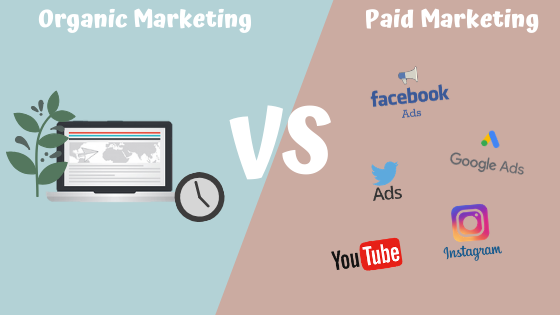 Organic Marketing
Paid Marketing
VS
facebook
Ads
Google Ads
Ads
YouTube
Instagram